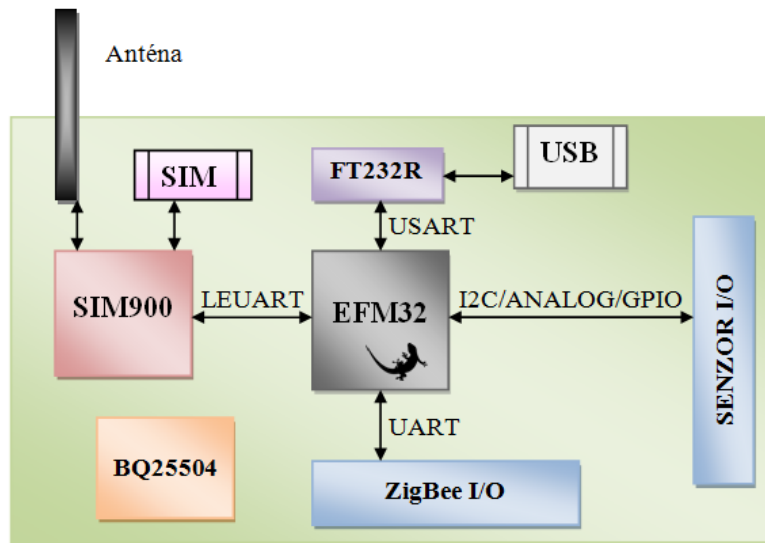 Anténa
SIM
FT232R
USB
USART
SIM900
LEUART
EFM32
I2C/ANALOG/GPIO
SENZOR I/O
UART
BQ25504
ZigBee I/O